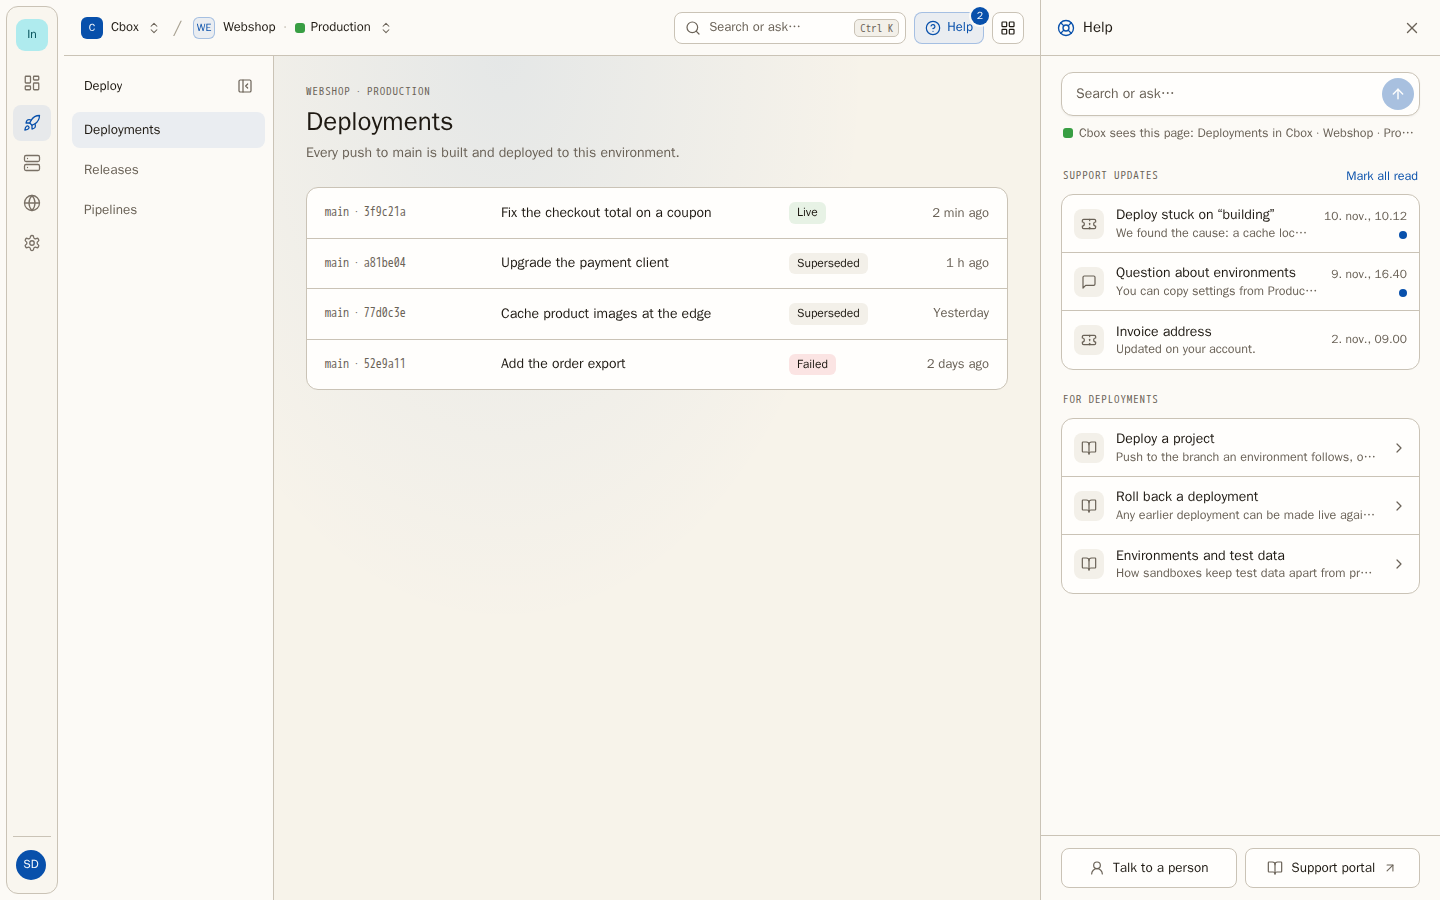 In
C Cbox / WE Webshop · Production
Search or ask··· Ctrl K
Help 2
Help
Deploy
Deployments
Releases
Pipelines
SD
WEBSHOP · PRODUCTION
Deployments
Every push to main is built and deployed to this environment.
main · 3f9c21a Fix the checkout total on a coupon Live 2 min ago
main · a81be04 Upgrade the payment client Superseded 1 h ago
main · 77d0c3e Cache product images at the edge Superseded Yesterday
main · 52e9a11 Add the order export Failed 2 days ago
Search or ask···
Cbox sees this page: Deployments in Cbox · Webshop · Pro···
SUPPORT UPDATES Mark all read
Deploy stuck on “building” 10. nov., 10.12
We found the cause: a cache loc···
Question about environments 9. nov., 16.40
You can copy settings from Produc···
Invoice address 2. nov., 09.00
Updated on your account.
FOR DEPLOYMENTS
Deploy a project
Push to the branch an environment follows, o···
Roll back a deployment
Any earlier deployment can be made live agai···
Environments and test data
How sandboxes keep test data apart from pr···
Talk to a person
Support portal